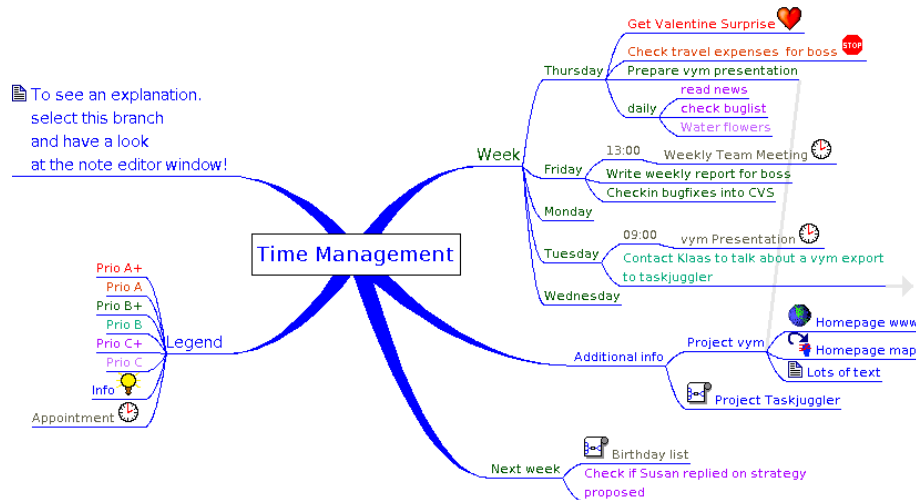 Time Management
To see an explanation.
select this branch
and have a look
at the note editor window!
Week
Thursday
Get Valentine Surprise
Check travel expenses for boss
STOP
Prepare vym presentation
daily
read news
check buglist
Water flowers
Friday
13:00
Weekly Team Meeting
Write weekly report for boss
Checkin bugfixes into CVS
Monday
Tuesday
09:00
vym Presentation
Contact Klaas to talk about a vym export
to taskjuggler
Wednesday
Legend
Prio A+
Prio A
Prio B+
Prio B
Prio C+
Prio C
Info
Appointment
Additional info
Project vym
Homepage www
Homepage map
Lots of text
Project Taskjuggler
Next week
Birthday list
Check if Susan replied on strategy
proposed